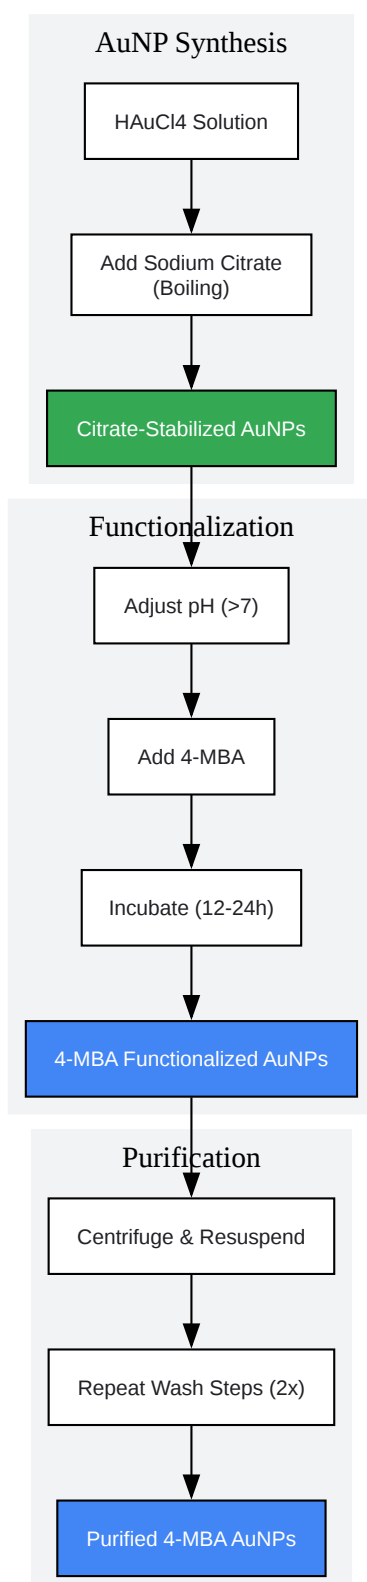 AuNP Synthesis
HAuCl4 Solution
Add Sodium Citrate
(Boiling)
Citrate-Stabilized AuNPs
Functionalization
Adjust pH (>7)
Add 4-MBA
Incubate (12-24h)
4-MBA Functionalized AuNPs
Purification
Centrifuge & Resuspend
Repeat Wash Steps (2x)
Purified 4-MBA AuNPs